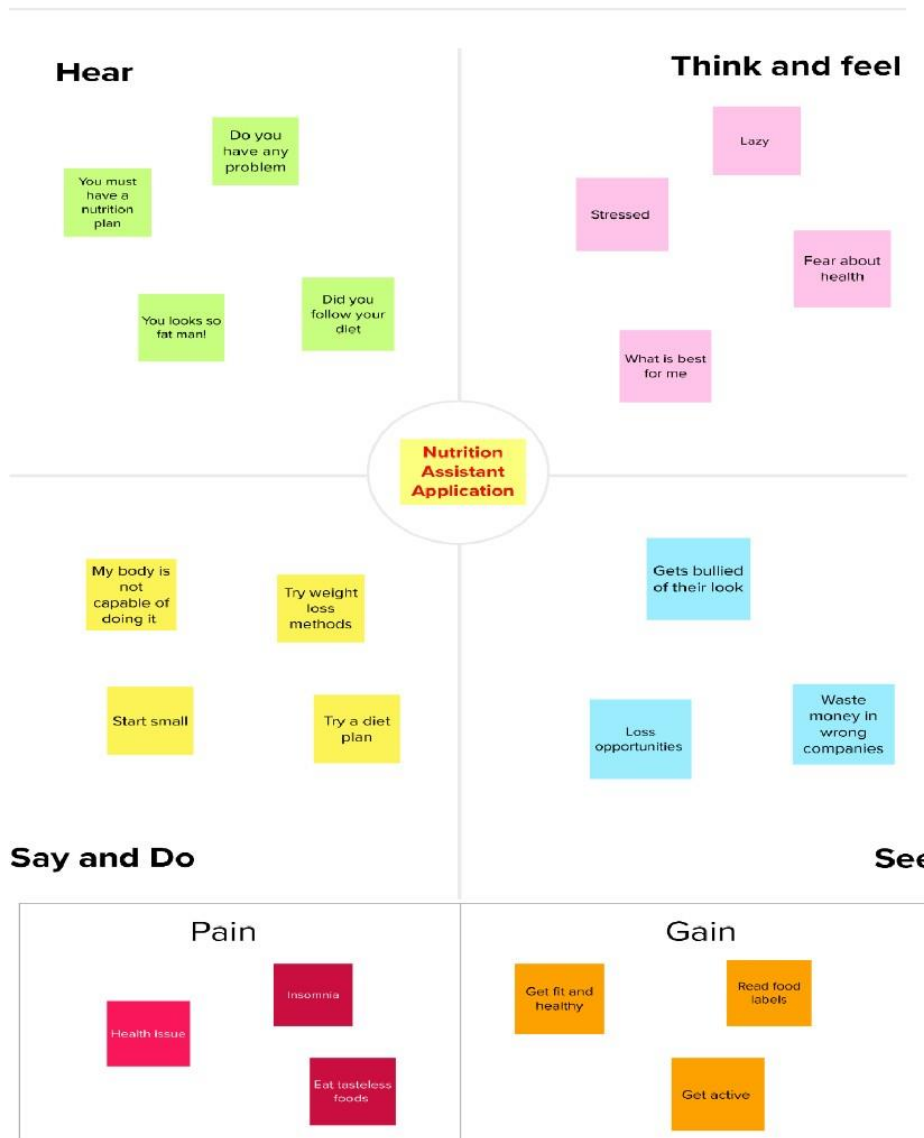 Hear
Think and feel
Do you
have any
problem
You must
have a
nutrition
plan
You looks so
fat man!
Did you
follow your
diet
Lazy
Stressed
Fear about
health
What is best
for me
Nutrition
Assistant
Application
My body is
not
capable of
doing it
Try weight
loss
methods
Start small
Try a diet
plan
Gets bullied
of their look
Loss
opportunities
Waste
money in
wrong
companies
Say and Do
See
Pain
Gain
Insomnia
Health Issue
Eat tasteless
foods
Get fit and
healthy
Read food
labels
Get active